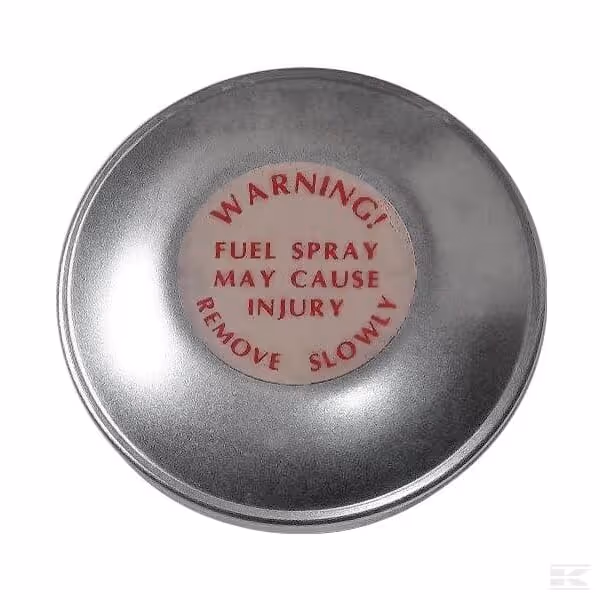 WARNING!
FUEL SPRAY
MAY CAUSE
INJURY
REMOVE SLOWLY
K